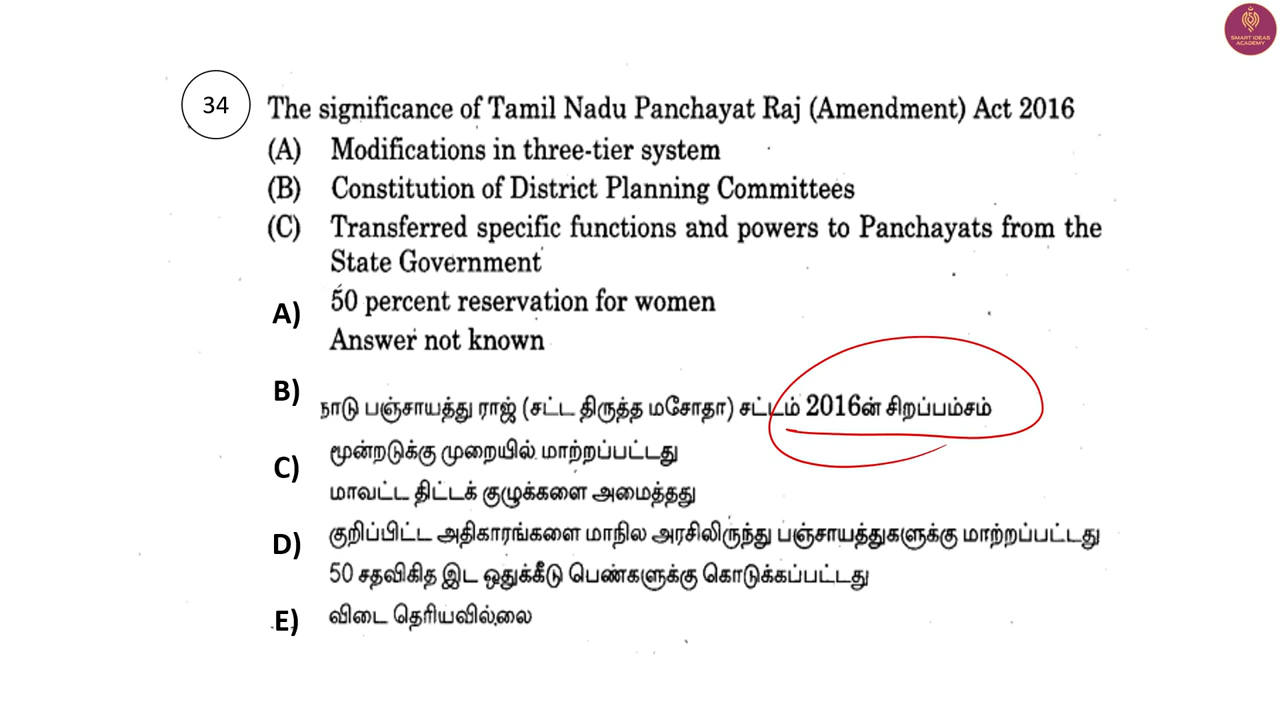 SMART IDEAS
ACADEMY
34
The significance of Tamil Nadu Panchayat Raj (Amendment) Act 2016
(A) Modifications in three-tier system
(B) Constitution of District Planning Committees
(C) Transferred specific functions and powers to Panchayats from the
State Government
A) 50 percent reservation for women
Answer not known
B)
நாடு பஞ்சாயத்து ராஜ் (சட்ட திருத்த மசோதா) சட்டம் 2016ன் சிறப்பம்சம்
மூன்றடுக்கு முறையில் மாற்றப்பட்டது
C)
மாவட்ட திட்டக் குழுக்களை அமைத்தது
குறிப்பிட்ட அதிகாரங்களை மாநில அரசிலிருந்து பஞ்சாயத்துகளுக்கு மாற்றப்பட்டது
D)
50 சதவிகித இட ஒதுக்கீடு பெண்களுக்கு கொடுக்கப்பட்டது
E) விடை தெரியவில்லை